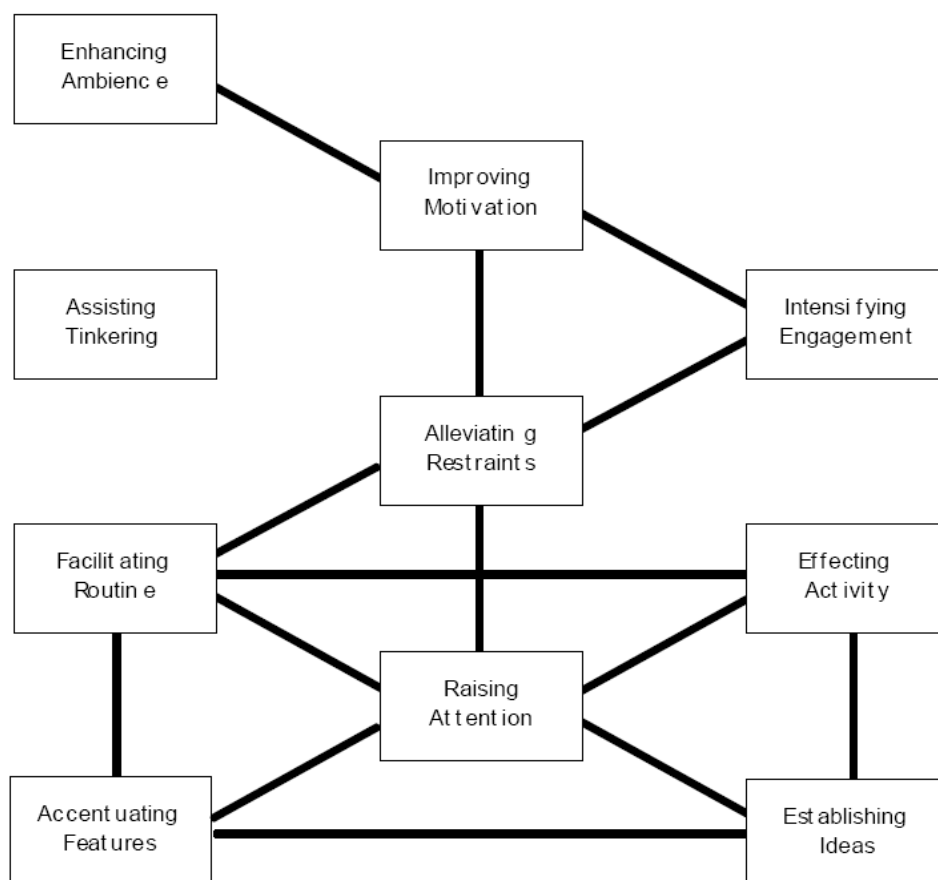 Enhancing
Ambience
Improving
Motivation
Assisting
Tinkering
Intensifying
Engagement
Alleviating
Restraints
Facilitating
Routine
Effecting
Activity
Raising
Attention
Accentuating
Features
Establishing
Ideas